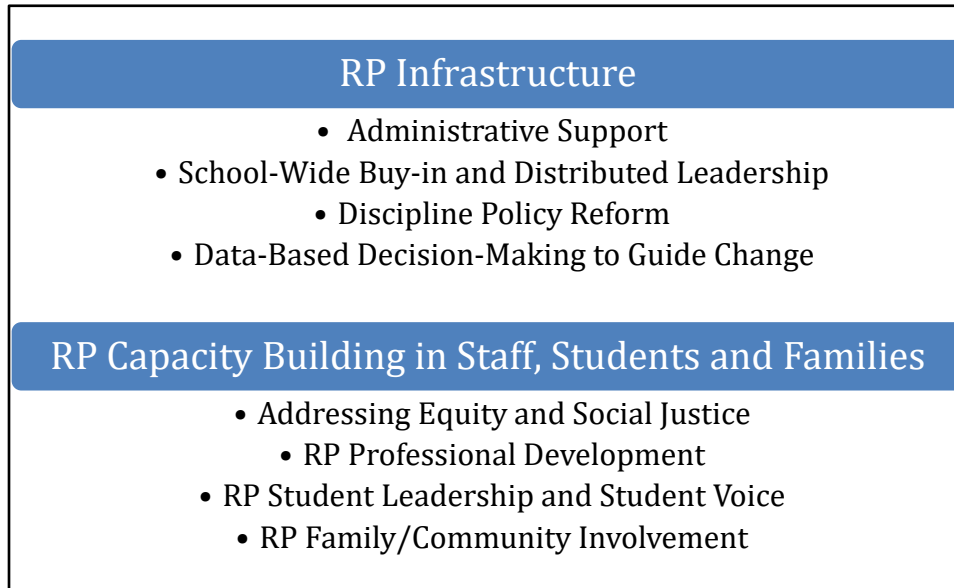 RP Infrastructure
• Administrative Support
• School-Wide Buy-in and Distributed Leadership
• Discipline Policy Reform
• Data-Based Decision-Making to Guide Change
RP Capacity Building in Staff, Students and Families
• Addressing Equity and Social Justice
• RP Professional Development
• RP Student Leadership and Student Voice
• RP Family/Community Involvement